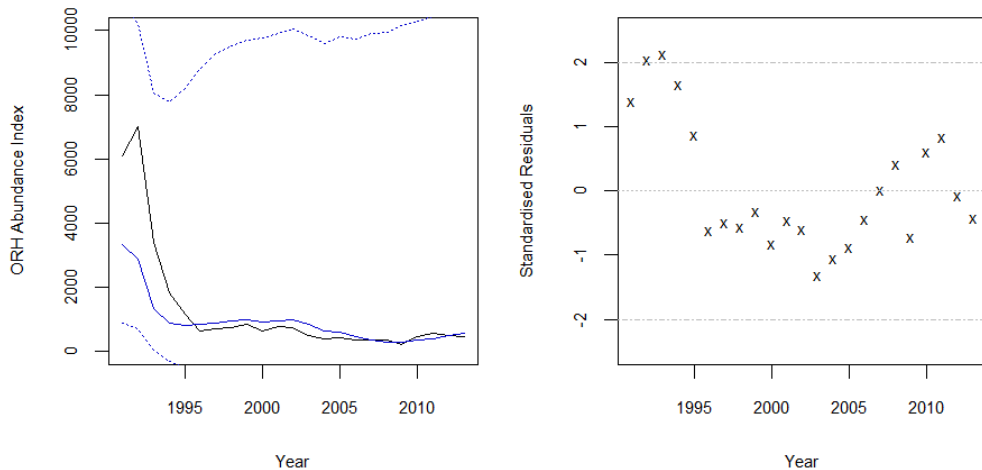 ORH Abundance Index
10000
8000
6000
4000
2000
0
1995 2000 2005 2010
Year
Standardised Residuals
2
1
0
-1
-2
1995 2000 2005 2010
Year